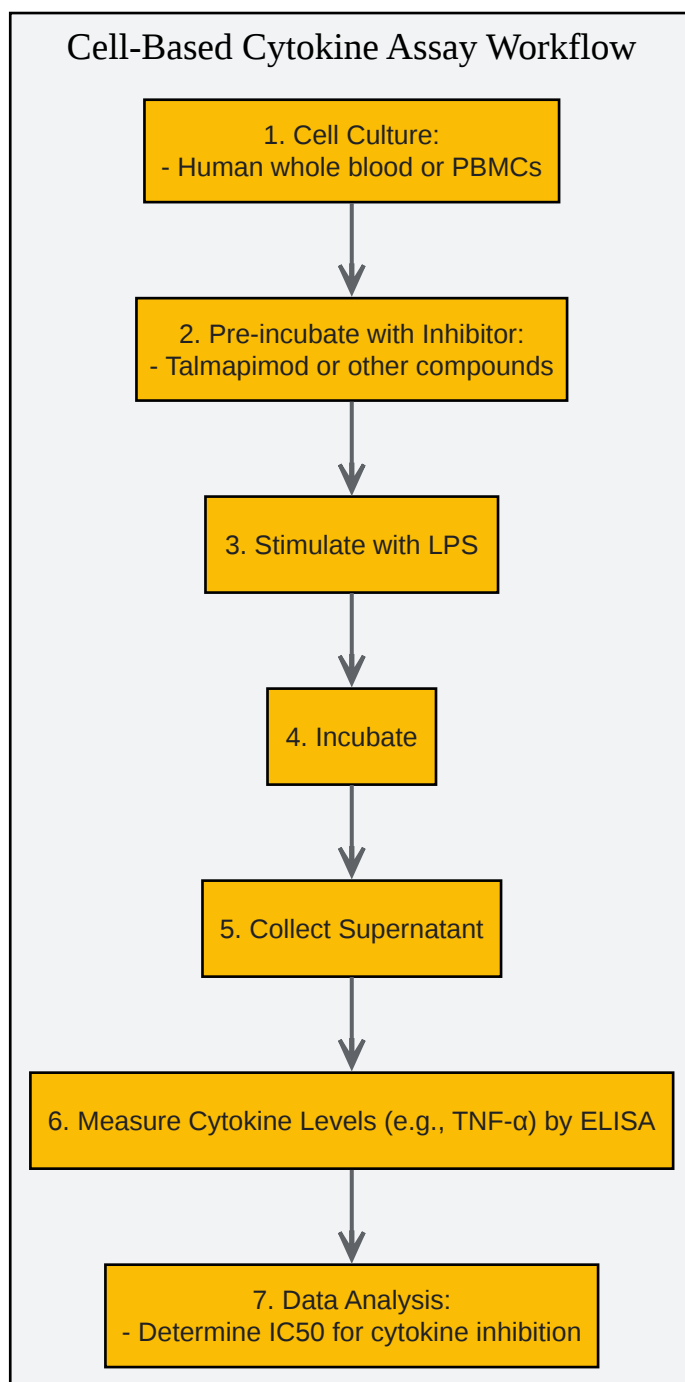 Cell-Based Cytokine Assay Workflow
1. Cell Culture:
- Human whole blood or PBMCs
2. Pre-incubate with Inhibitor:
- Talmapimod or other compounds
3. Stimulate with LPS
4. Incubate
5. Collect Supernatant
6. Measure Cytokine Levels (e.g., TNF-α) by ELISA
7. Data Analysis:
- Determine IC50 for cytokine inhibition